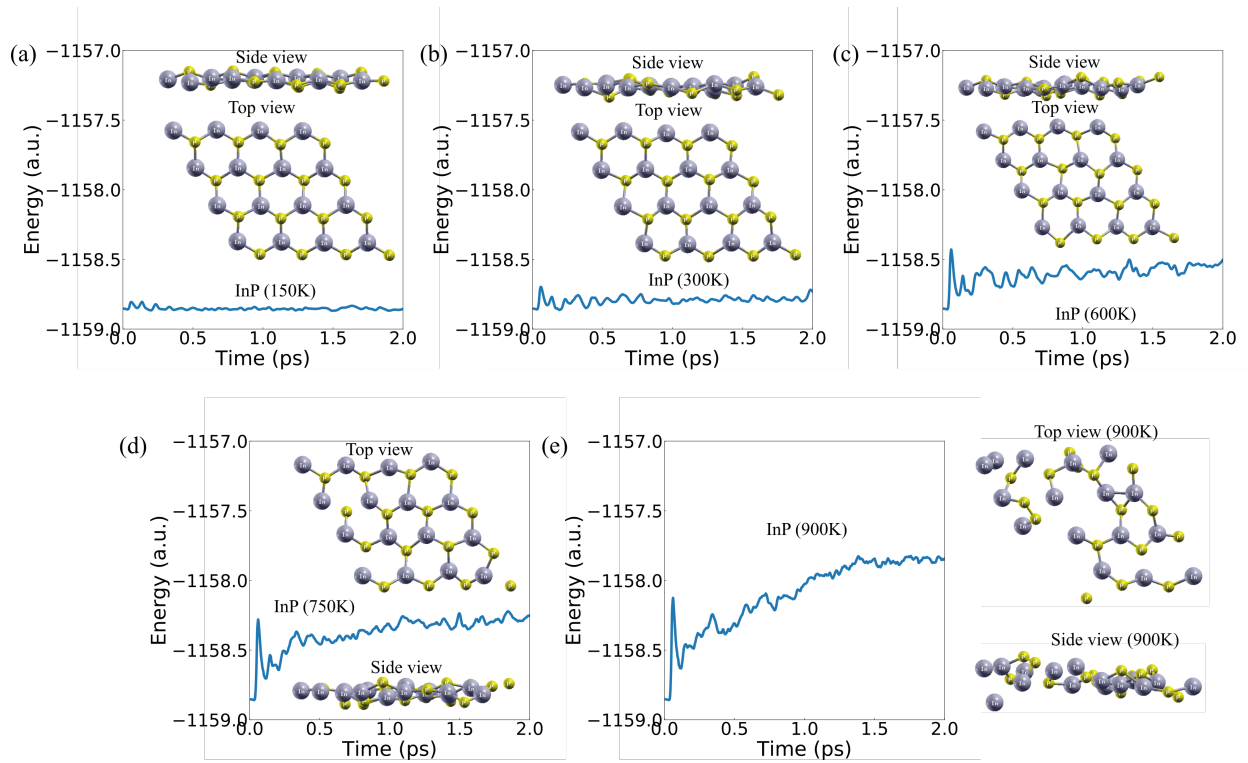 (a)
−1157.0
−1157.5
−1158.0
−1158.5
−1159.0
Energy (a.u.)
Side view
Top view
InP (150K)
0.0 0.5 1.0 1.5 2.0
Time (ps)
(b)
−1157.0
−1157.5
−1158.0
−1158.5
−1159.0
Energy (a.u.)
Side view
Top view
InP (300K)
0.0 0.5 1.0 1.5 2.0
Time (ps)
(c)
−1157.0
−1157.5
−1158.0
−1158.5
−1159.0
Energy (a.u.)
Side view
Top view
InP (600K)
0.0 0.5 1.0 1.5 2.0
Time (ps)
(d)
−1157.0
−1157.5
−1158.0
−1158.5
−1159.0
Energy (a.u.)
Top view
InP (750K)
Side view
0.0 0.5 1.0 1.5 2.0
Time (ps)
(e)
−1157.0
−1157.5
−1158.0
−1158.5
−1159.0
Energy (a.u.)
InP (900K)
0.0 0.5 1.0 1.5 2.0
Time (ps)
Top view (900K)
Side view (900K)